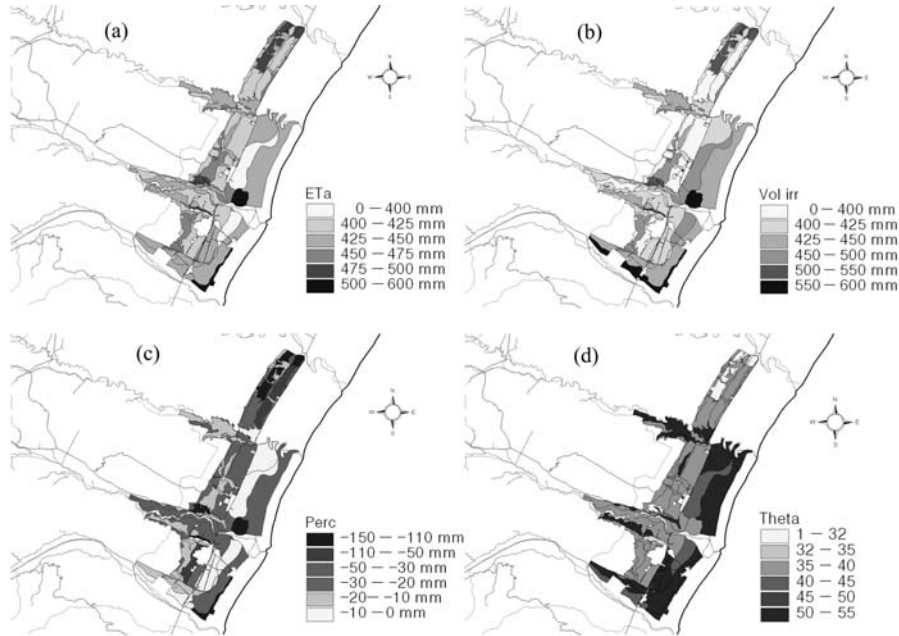 (a)
N
W
E
S
ETa
0 — 400 mm
400 — 425 mm
425 — 450 mm
450 — 475 mm
475 — 500 mm
500 — 600 mm
(b)
N
W
E
S
Vol irr
0 — 400 mm
400 — 425 mm
425 — 450 mm
450 — 500 mm
500 — 550 mm
550 — 600 mm
(c)
N
W
E
S
Perc
-150 — -110 mm
-110 — -50 mm
-50 — -30 mm
-30 — -20 mm
-20 — -10 mm
-10 — 0 mm
(d)
N
W
E
S
Theta
1 — 32
32 — 35
35 — 40
40 — 45
45 — 50
50 — 55